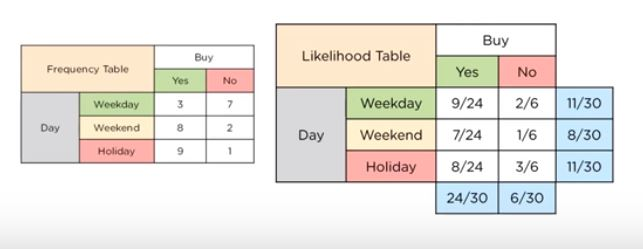 Frequency Table
Buy
Yes No
Day
Weekday 3 7
Weekend 8 2
Holiday 9 1
Likelihood Table
Buy
Yes No
Day
Weekday 9/24 2/6 11/30
Weekend 7/24 1/6 8/30
Holiday 8/24 3/6 11/30
24/30 6/30